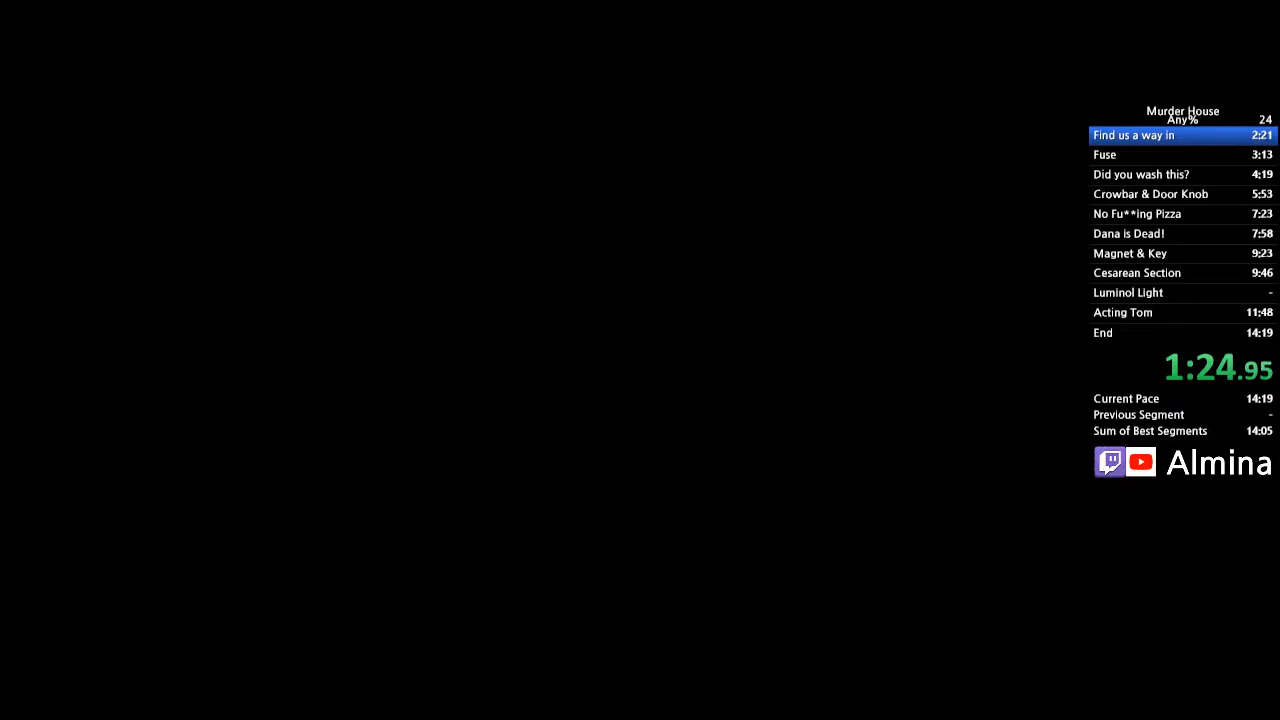 Murder House
Any% 24
Find us a way in 2:21
Fuse 3:13
Did you wash this? 4:19
Crowbar & Door Knob 5:53
No Fu**ing Pizza 7:23
Dana is Dead! 7:58
Magnet & Key 9:23
Cesarean Section 9:46
Luminol Light -
Acting Tom 11:48
End 14:19
1:24.95
Current Pace 14:19
Previous Segment -
Sum of Best Segments 14:05
Almina